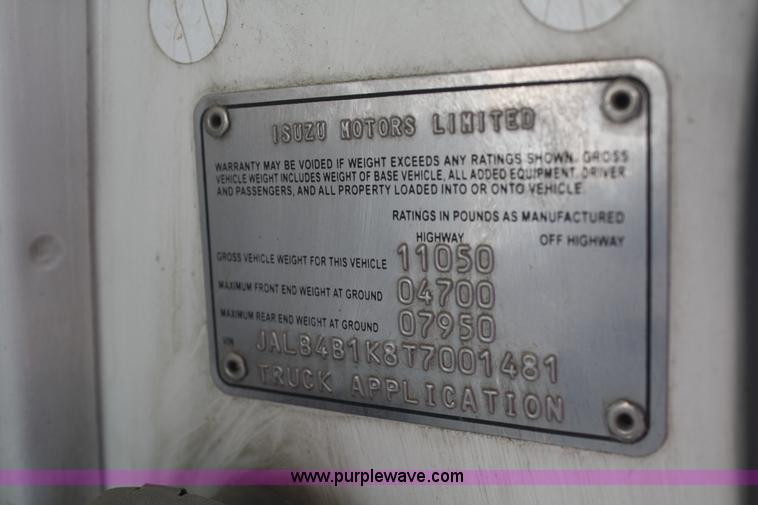 ISUZU MOTORS LIMITED
WARRANTY MAY BE VOIDED IF WEIGHT EXCEEDS ANY RATINGS SHOWN. GROSS
VEHICLE WEIGHT INCLUDES WEIGHT OF BASE VEHICLE, ALL ADDED EQUIPMENT, DRIVER
AND PASSENGERS, AND ALL PROPERTY LOADED INTO OR ONTO VEHICLE.
RATINGS IN POUNDS AS MANUFACTURED
HIGHWAY OFF HIGHWAY
GROSS VEHICLE WEIGHT FOR THIS VEHICLE 11050
MAXIMUM FRONT END WEIGHT AT GROUND 04700
MAXIMUM REAR END WEIGHT AT GROUND 07950
VIN JALB4B1K8T7001481
TRUCK APPLICATION
www.purplewave.com